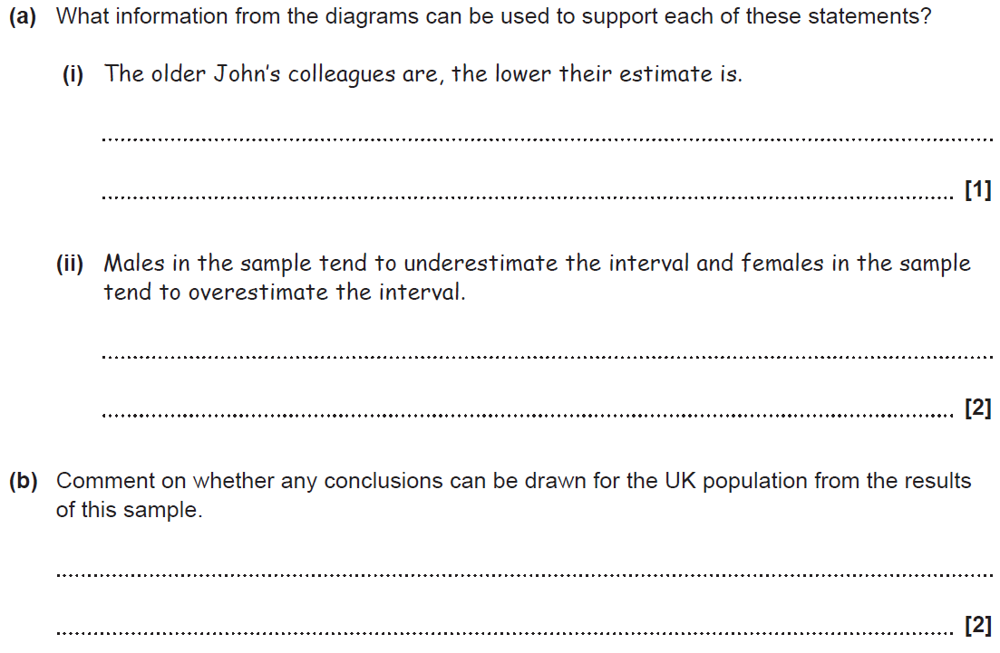 (a) What information from the diagrams can be used to support each of these statements?
(i) The older John's colleagues are, the lower their estimate is.
[1]
(ii) Males in the sample tend to underestimate the interval and females in the sample
tend to overestimate the interval.
[2]
(b) Comment on whether any conclusions can be drawn for the UK population from the results
of this sample.
[2]